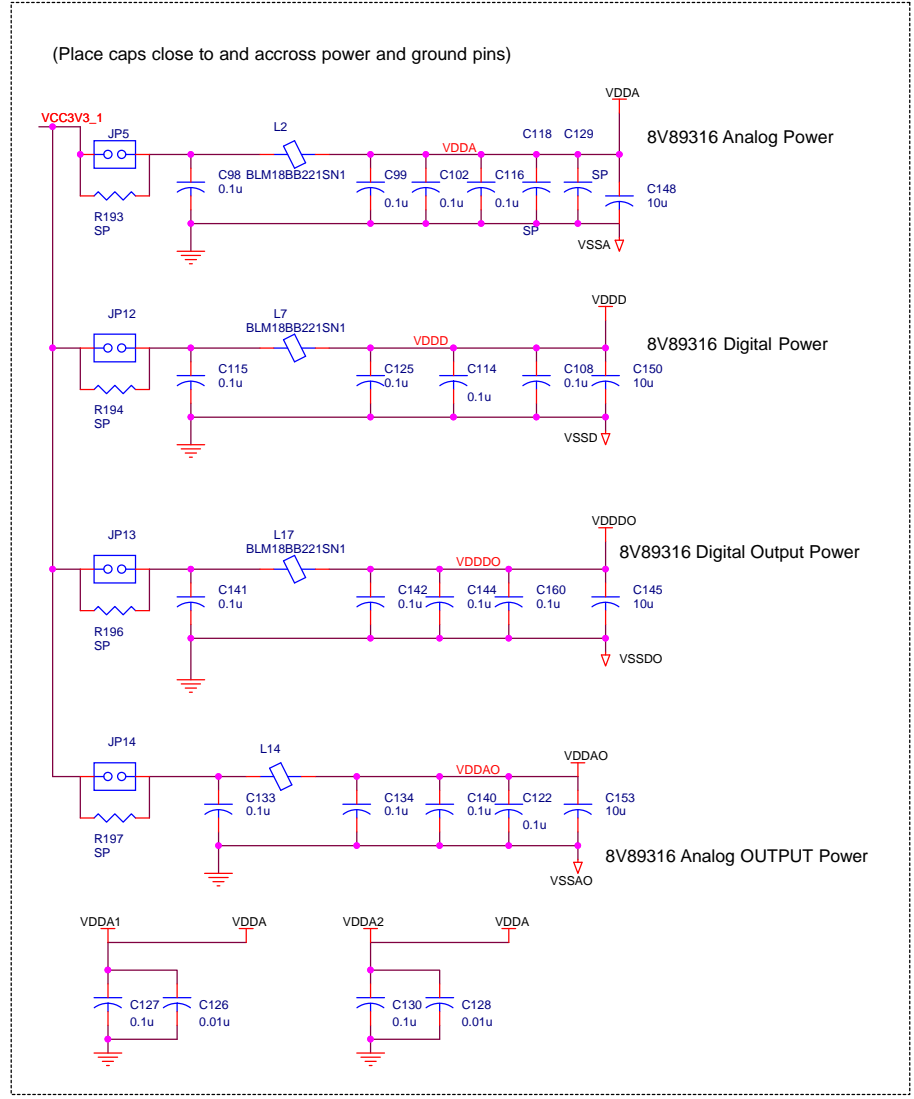 (Place caps close to and accross power and ground pins)
VDDA
VCC3V3_1
JP5
L2
C118
C129
8V89316 Analog Power
VDDA
BLM18BB221SN1
C98
0.1u
C99
0.1u
C102
0.1u
C116
0.1u
SP
SP
C148
10u
R193
SP
VSSA
VDDD
JP12
L7
BLM18BB221SN1
VDDD
8V89316 Digital Power
C115
0.1u
C125
0.1u
C114
0.1u
C108
0.1u
C150
10u
R194
SP
VSSD
VDDDO
JP13
L17
BLM18BB221SN1
VDDDO
8V89316 Digital Output Power
C141
0.1u
C142
0.1u
C144
0.1u
C160
0.1u
C145
10u
R196
SP
VSSDO
JP14
L14
VDDAO
VDDAO
C133
0.1u
C134
0.1u
C140
0.1u
C122
0.1u
C153
10u
R197
SP
8V89316 Analog OUTPUT Power
VSSAO
VDDA1
VDDA
VDDA2
VDDA
C127
0.1u
C126
0.01u
C130
0.1u
C128
0.01u